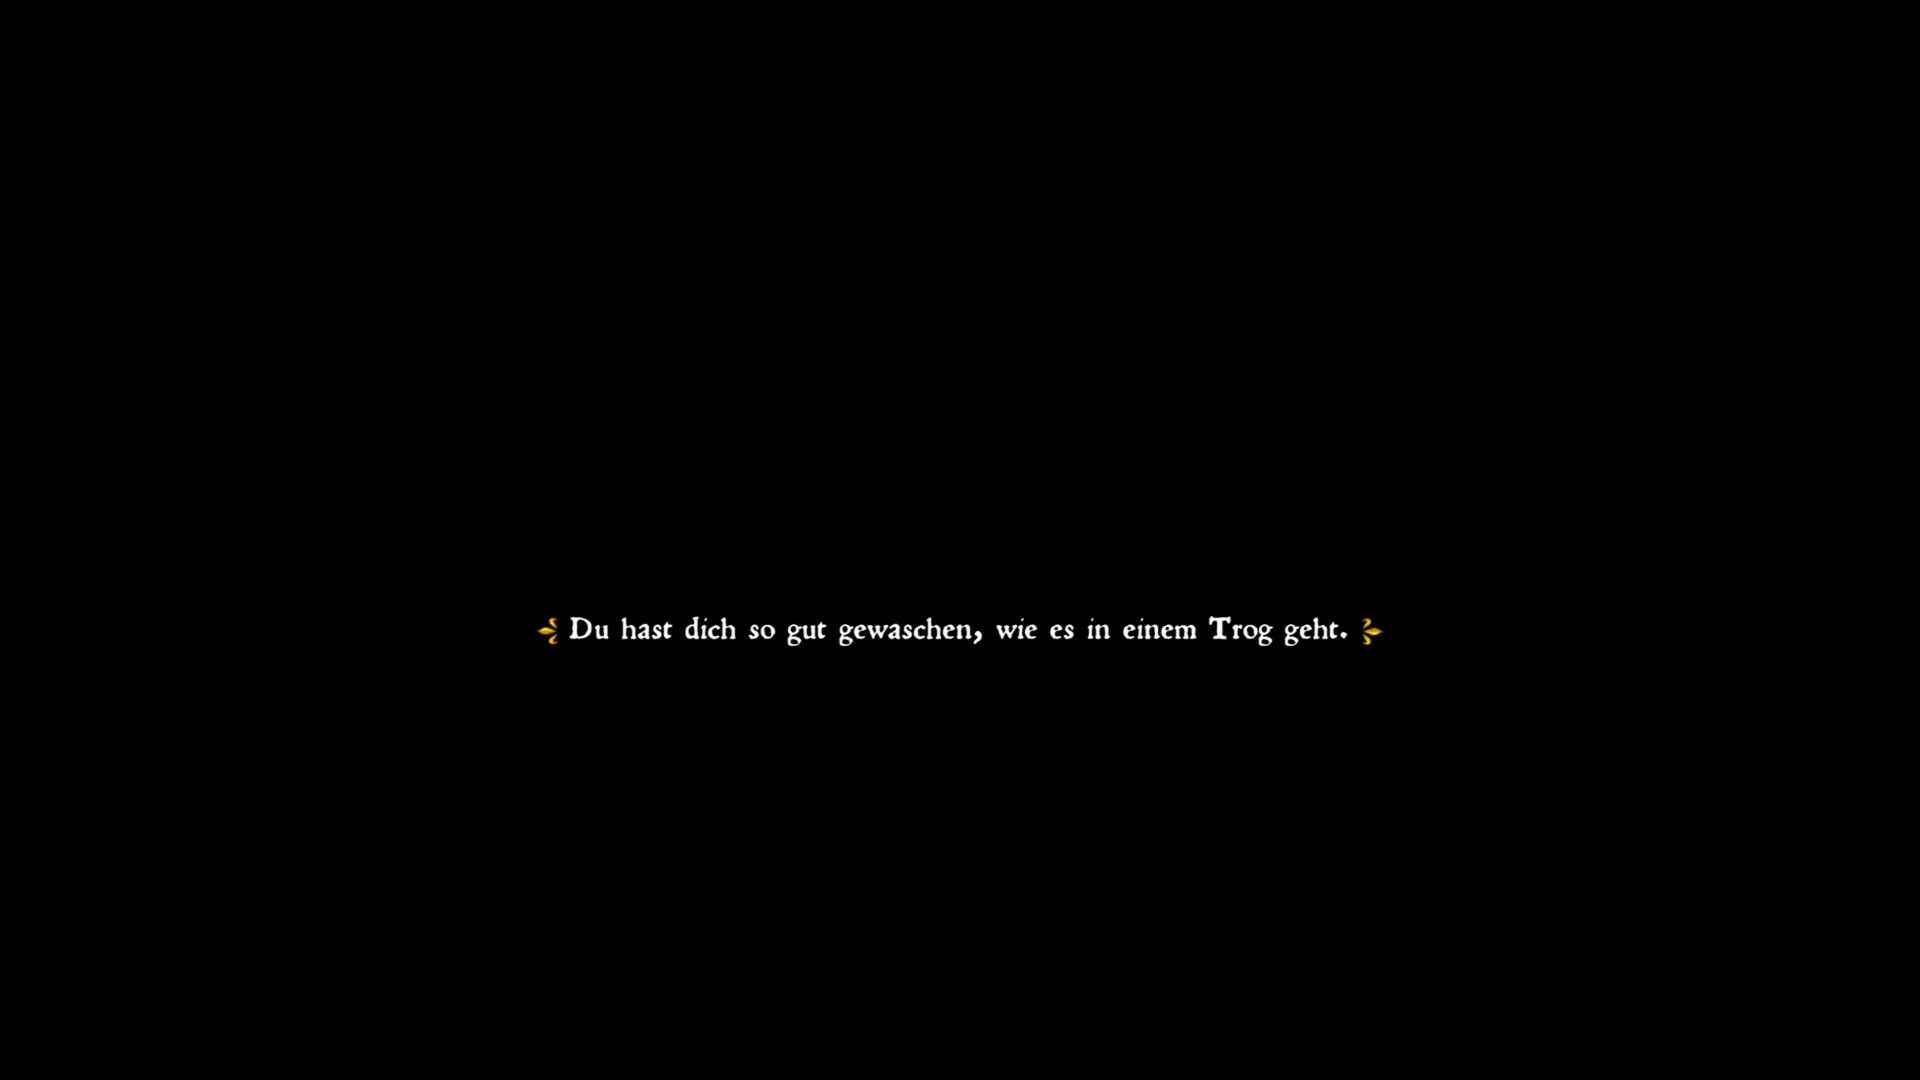 Du hast dich so gut gewaschen, wie es in einem Trog geht.